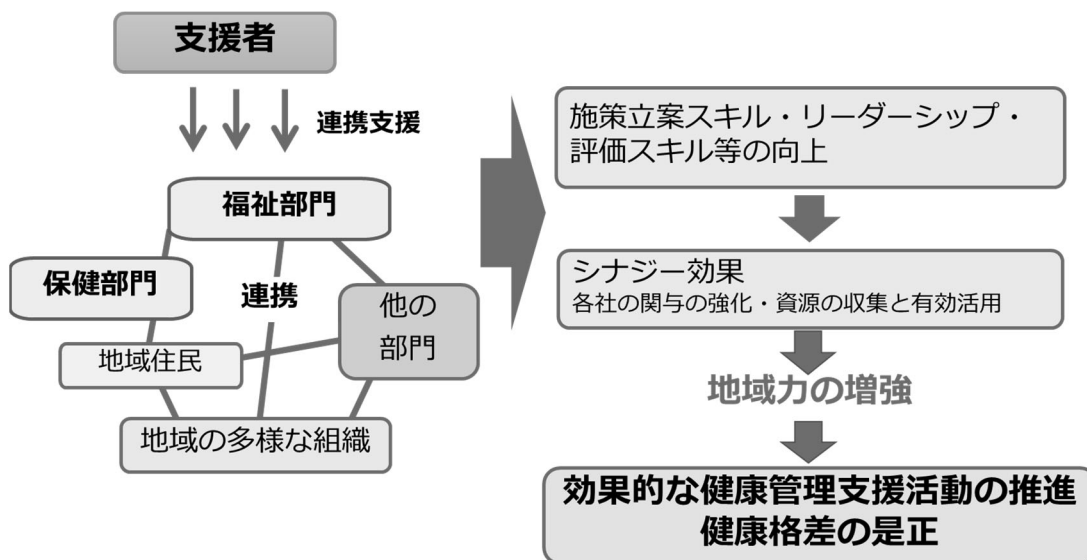 支援者
連携支援
福祉部門
保健部門
連携
他の
部門
地域住民
地域の多様な組織
施策立案スキル・リーダーシップ・
評価スキル等の向上
シナジー効果
各社の関与の強化・資源の収集と有効活用
地域力の増強
効果的な健康管理支援活動の推進
健康格差の是正